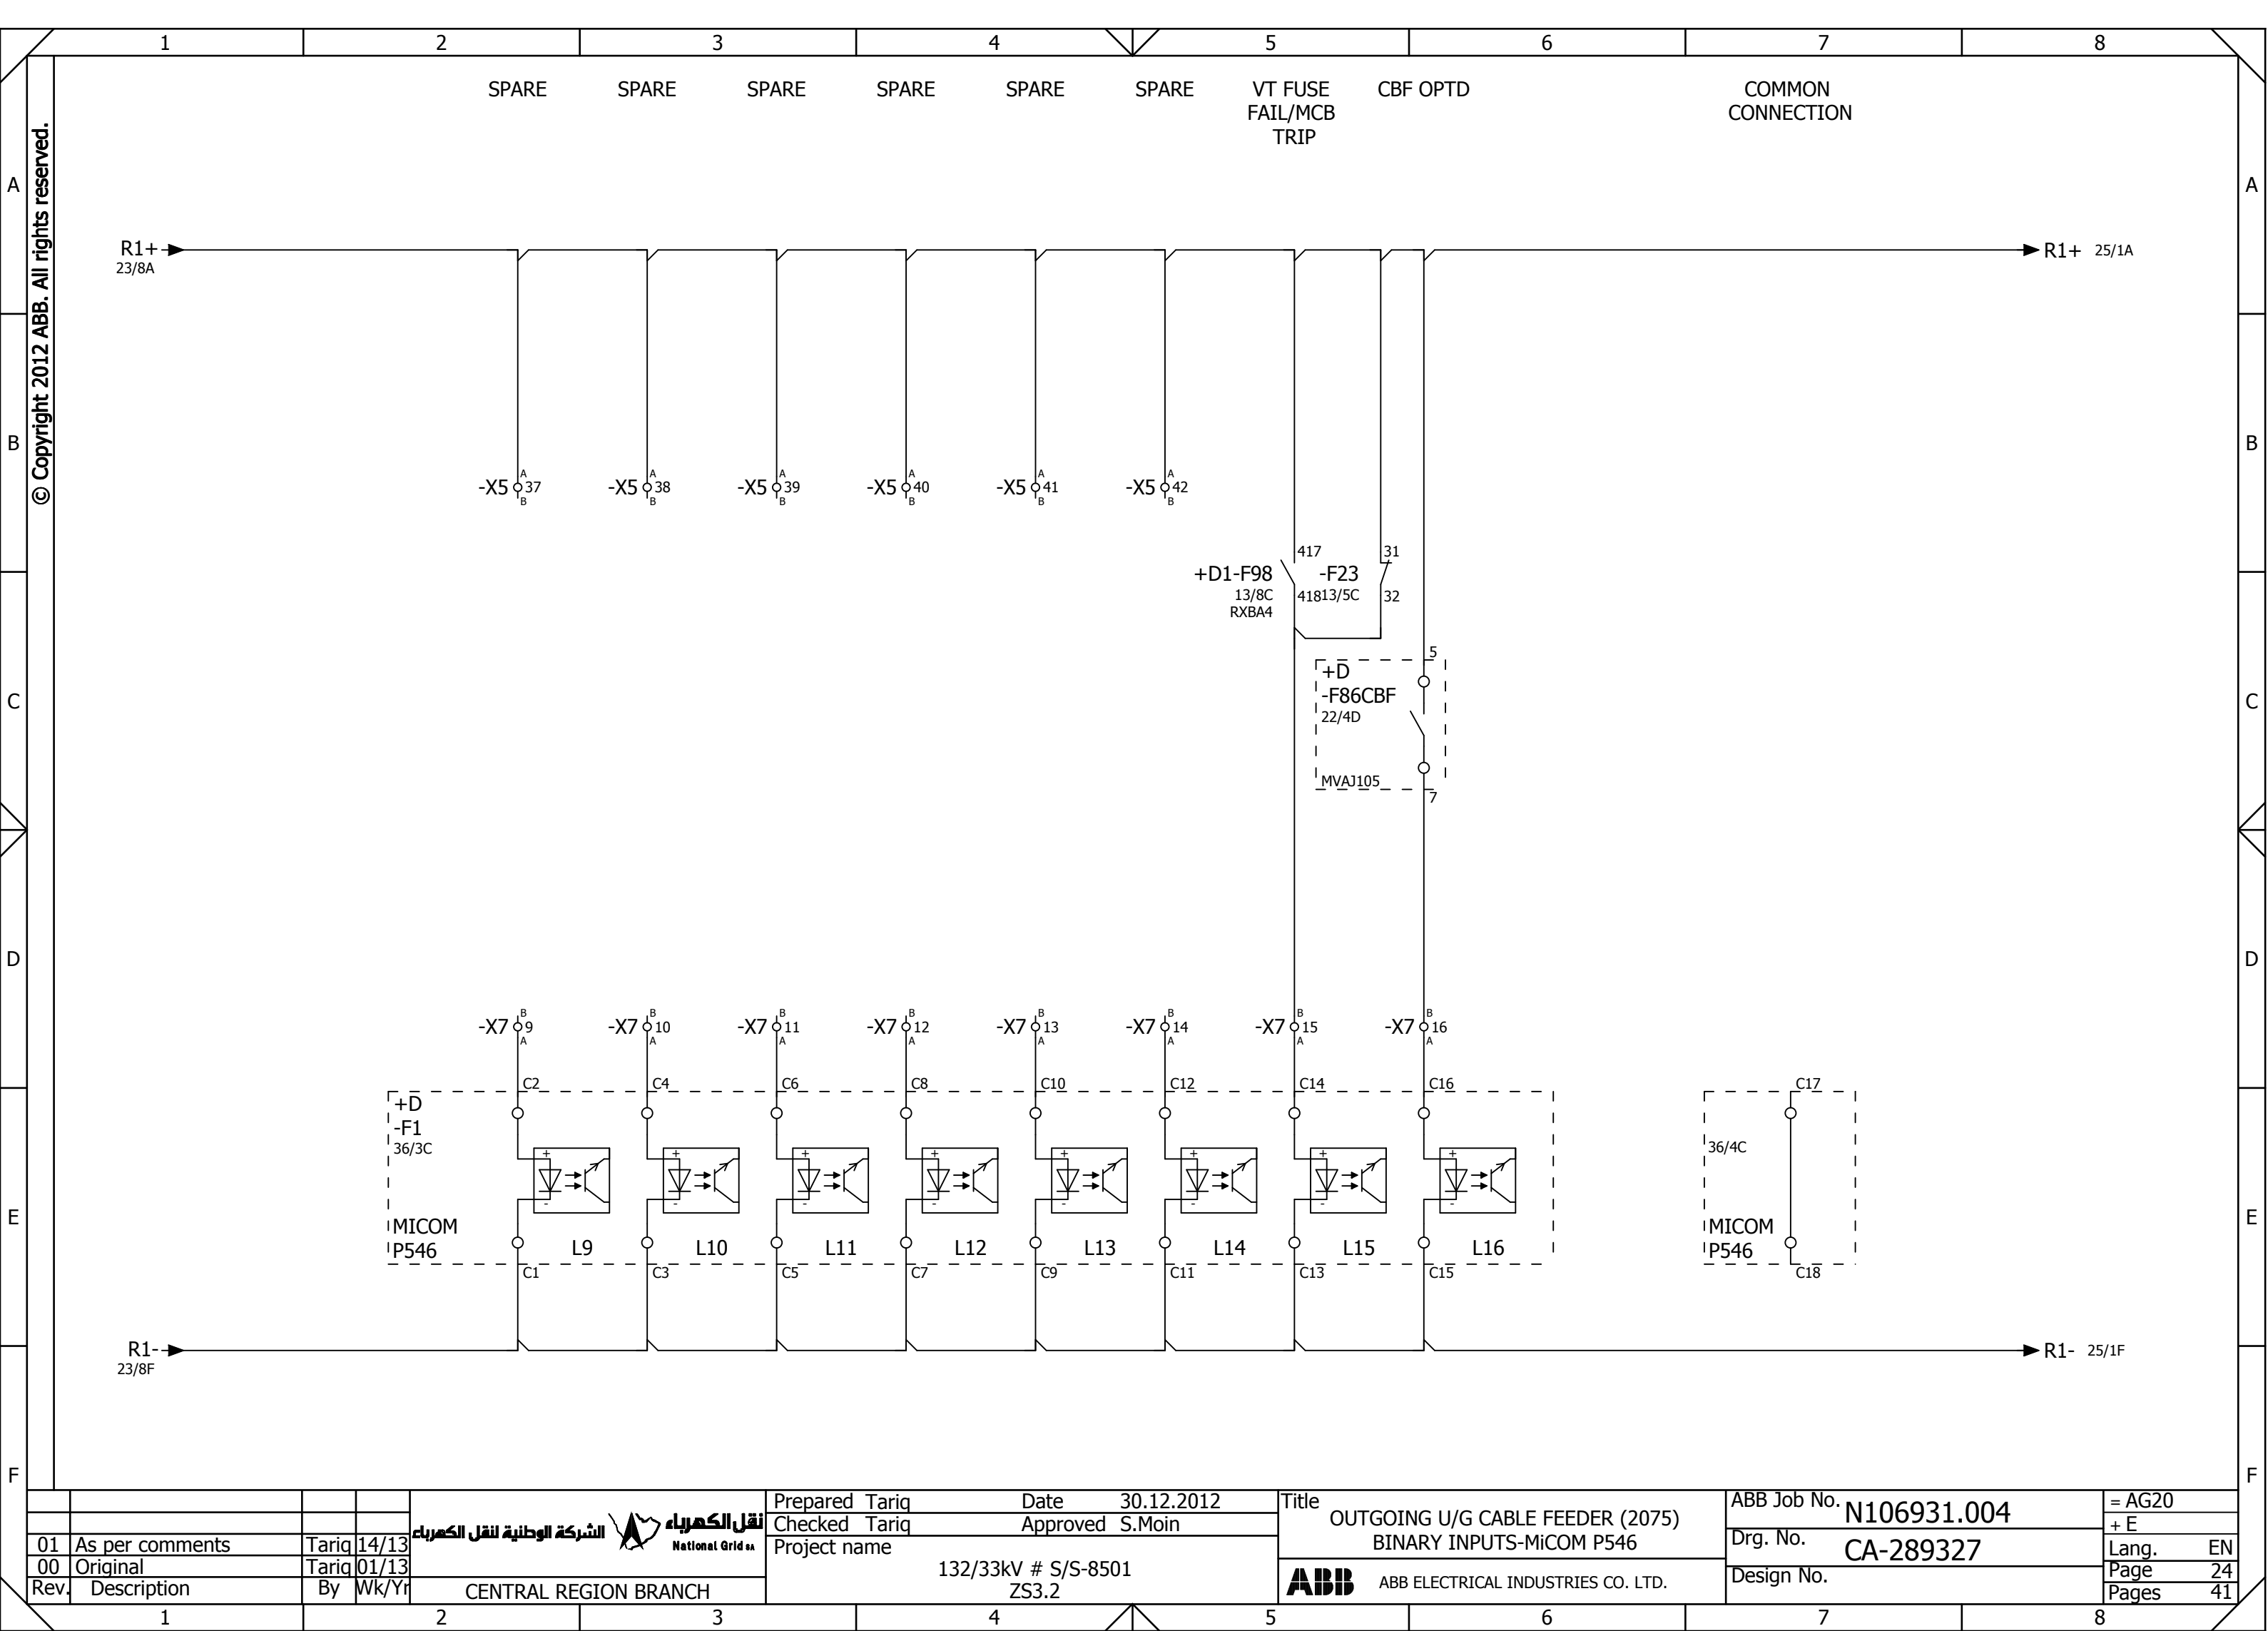 1 2 3 4 5 6 7 8
SPARE SPARE SPARE SPARE SPARE SPARE VT FUSE CBF OPTD COMMON
FAIL/MCB CONNECTION
TRIP
© Copyright 2012 ABB. All rights reserved.
A A
R1+ R1+ 25/1A
23/8A
B B
A A A A A A
-X5 37 -X5 38 -X5 39 -X5 40 -X5 41 -X5 42
B B B B B B
417 31
+D1-F98 -F23
13/8C 418 13/5C 32
RXBA4
5
+D
-F86CBF
22/4D
C C
MVAJ105
7
D D
B B B B B B B B
-X7 9 -X7 10 -X7 11 -X7 12 -X7 13 -X7 14 -X7 15 -X7 16
A A A A A A A A
C2 C4 C6 C8 C10 C12 C14 C16 C17
+D
-F1
36/3C 36/4C
+ + + + + + + +
- - - - - - - -
E E
MICOM MICOM
P546 L9 L10 L11 L12 L13 L14 L15 L16 P546
C1 C3 C5 C7 C9 C11 C13 C15 C18
R1- R1- 25/1F
23/8F
F F
01 As per comments Tariq 14/13
00 Original Tariq 01/13
Rev. Description By Wk/Yr
الشركة الوطنية لنقل الكهرباء
نقل الكهرباء
National Grid SA
CENTRAL REGION BRANCH
Prepared Tariq Date 30.12.2012
Checked Tariq Approved S.Moin
Project name
132/33kV # S/S-8501
ZS3.2
Title
OUTGOING U/G CABLE FEEDER (2075)
BINARY INPUTS-MiCOM P546
ABB ABB ELECTRICAL INDUSTRIES CO. LTD.
ABB Job No. N106931.004
Drg. No. CA-289327
Design No.
= AG20
+ E
Lang. EN
Page 24
Pages 41
1 2 3 4 5 6 7 8